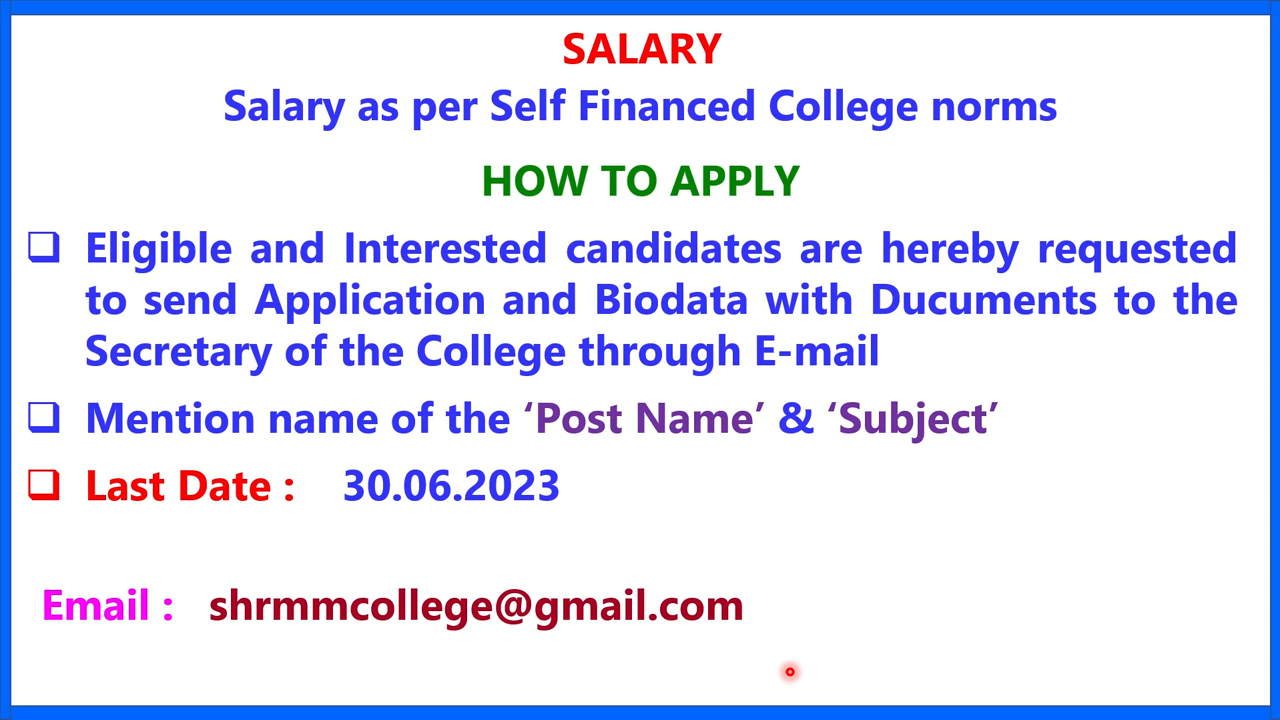 SALARY
Salary as per Self Financed College norms
HOW TO APPLY
❑ Eligible and Interested candidates are hereby requested
to send Application and Biodata with Ducuments to the
Secretary of the College through E-mail
❑ Mention name of the ‘Post Name’ & ‘Subject’
❑ Last Date : 30.06.2023
Email : shrmmcollege@gmail.com